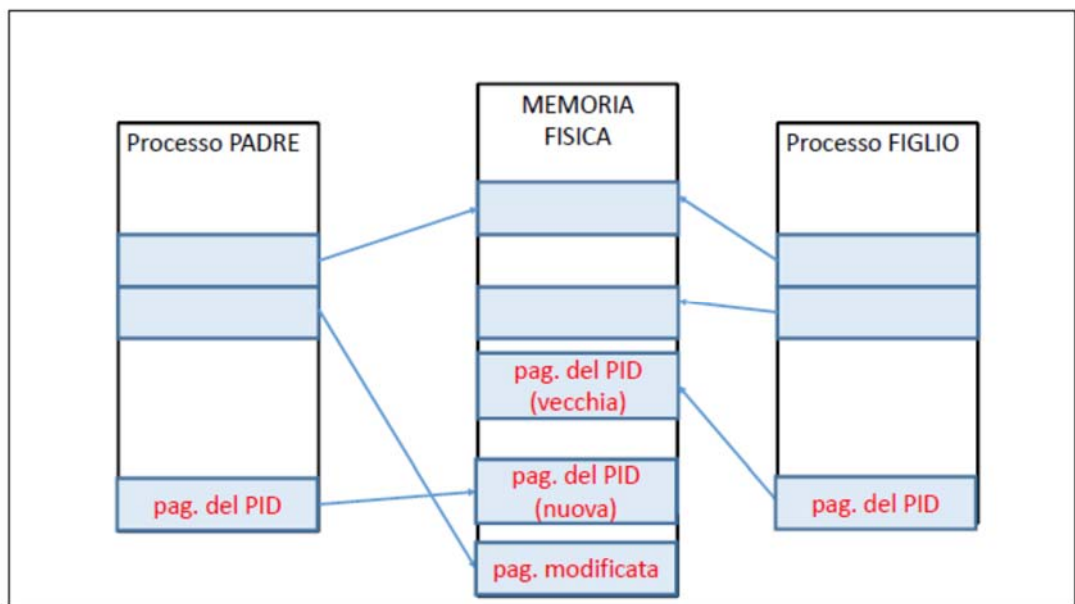 Processo PADRE
MEMORIA
FISICA
Processo FIGLIO
pag. del PID
(vecchia)
pag. del PID
pag. del PID
(nuova)
pag. del PID
pag. modificata